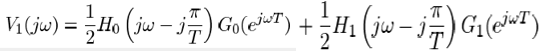 $V_1(j\omega) = \frac{1}{2} H_0 \left( j\omega - j\frac{\pi}{T} \right) G_0(e^{j\omega T}) + \frac{1}{2} H_1 \left( j\omega - j\frac{\pi}{T} \right) G_1(e^{j\omega T})$